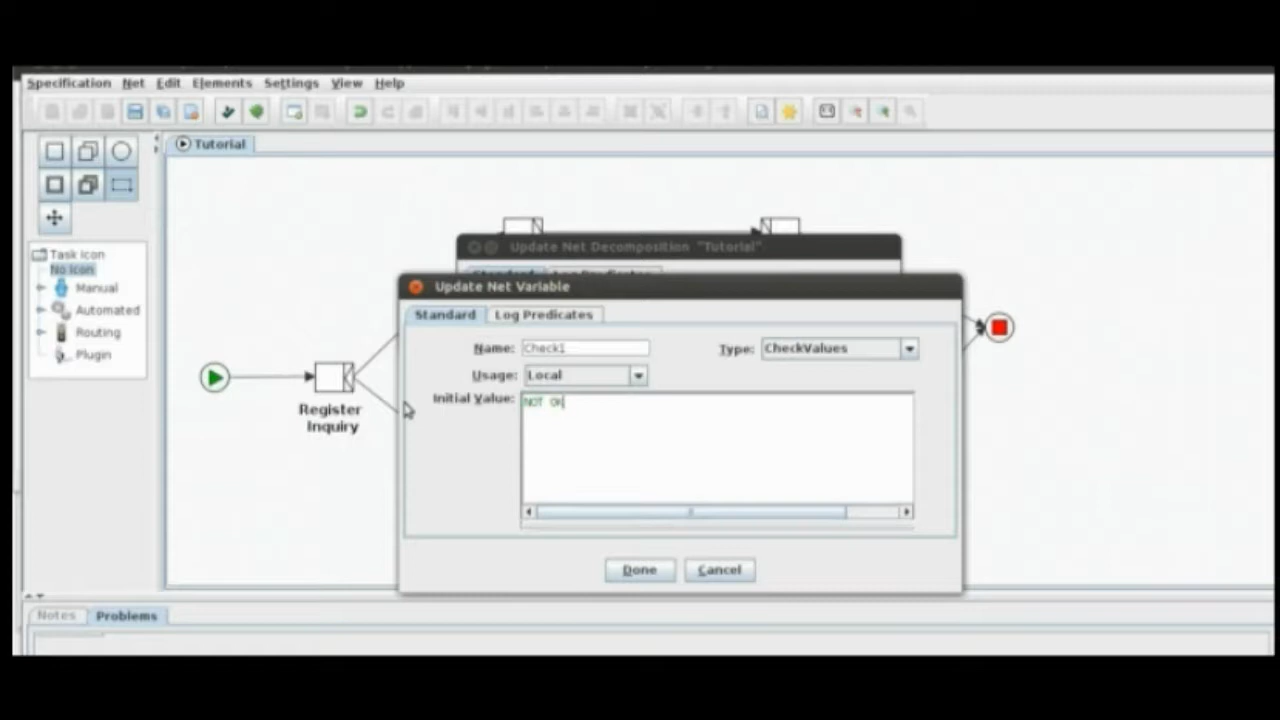 Specification Net Edit Elements Settings View Help
Tutorial
Task Icon
No Icon
Manual
Automated
Routing
Plugin
Register
Inquiry
Update Net Decomposition "Tutorial"
Update Net Variable
Standard Log Predicates
Name: Check1 Type: CheckValues
Usage: Local
Initial Value: NOT OK
Done Cancel
Notes Problems